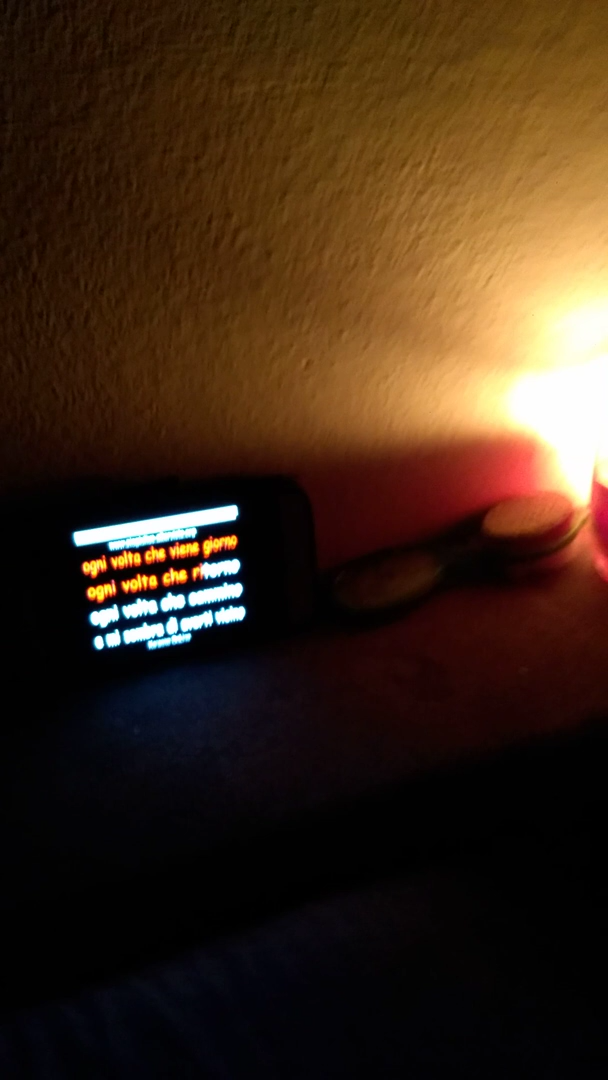 ogni volta che viene giorno
ogni volta che ritorno
ogni volta che cammino
e mi sembra di averti vicino